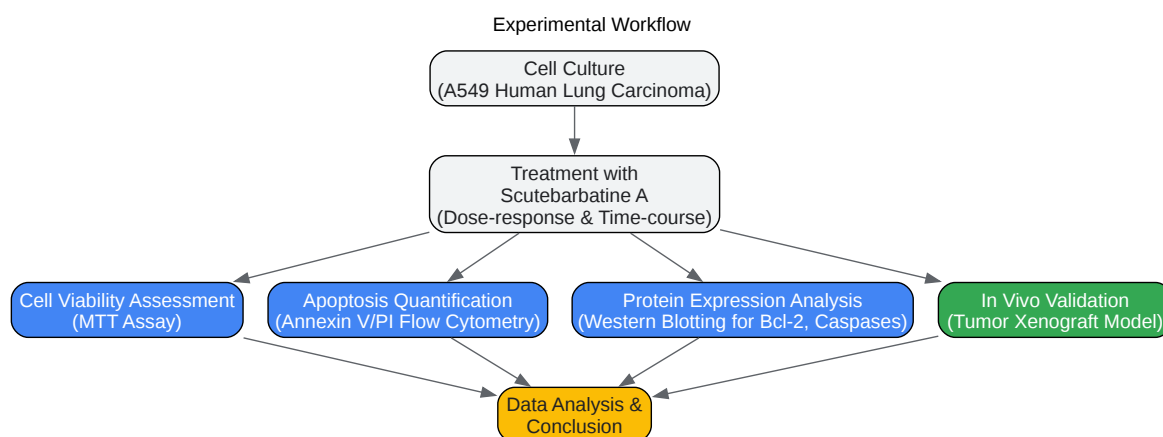 Experimental Workflow
Cell Culture
(A549 Human Lung Carcinoma)
Treatment with
Scutebarbatine A
(Dose-response & Time-course)
Cell Viability Assessment
(MTT Assay)
Apoptosis Quantification
(Annexin V/PI Flow Cytometry)
Protein Expression Analysis
(Western Blotting for Bcl-2, Caspases)
In Vivo Validation
(Tumor Xenograft Model)
Data Analysis &
Conclusion